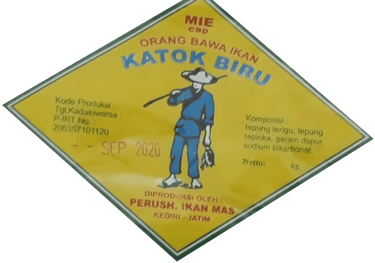 MIE
cap
ORANG BAWA IKAN
KATOK BIRU
Kode Produksi :
Tgl.Kadaluwarsa :
P-IRT No. :
206357101120
- - SEP 2020
Komposisi :
tepung terigu, tepung
tapioka, garam dapur,
sodium bikarbonat
Netto: kg
DIPRODUKSI OLEH :
PERUSH. IKAN MAS
KEDIRI - JATIM